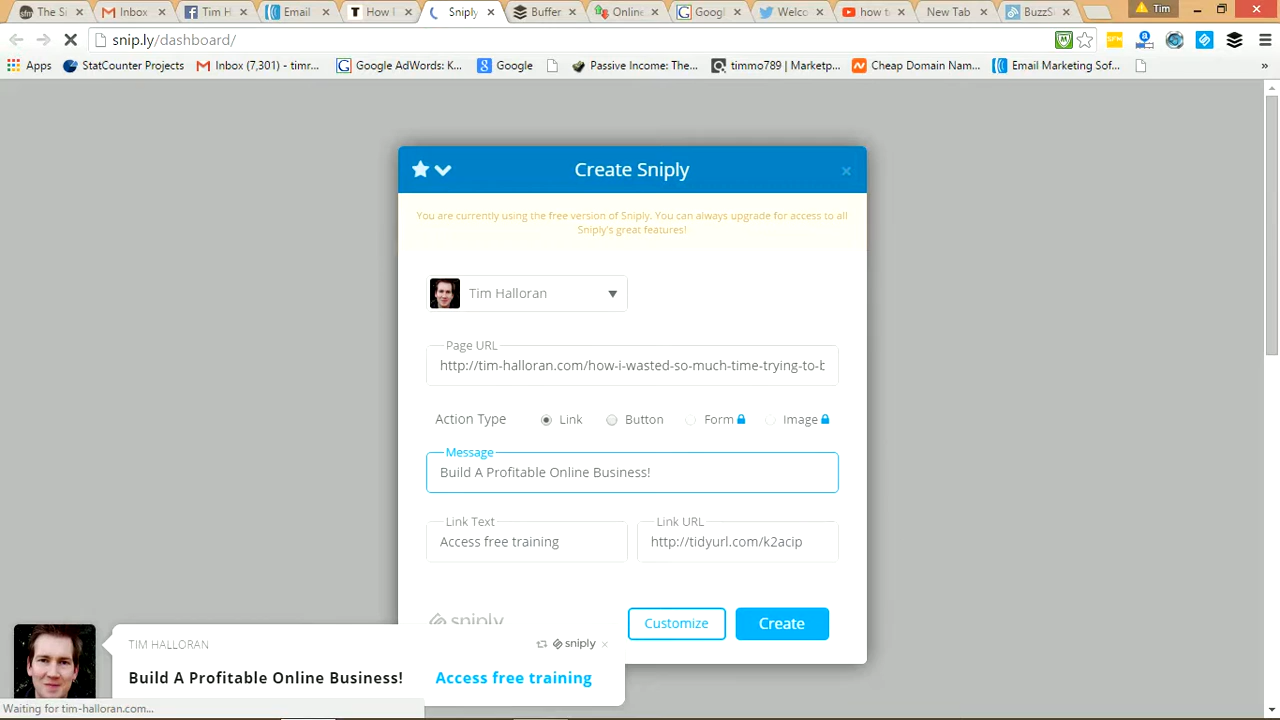 The Si
Inbox
Tim H
Email
How I
Sniply
Buffer
Online
Googl
Welco
how to
New Tab
BuzzS
Tim
snip.ly/dashboard/
Apps
StatCounter Projects
Inbox (7,301) - timr...
Google AdWords: K...
Google
Passive Income: The...
timmo789 | Marketp...
Cheap Domain Nam...
Email Marketing Sof...
»
Create Sniply
You are currently using the free version of Sniply. You can always upgrade for access to all
Sniply's great features!
Tim Halloran
Page URL
http://tim-halloran.com/how-i-wasted-so-much-time-trying-to-b
Action Type
Link
Button
Form
Image
Message
Build A Profitable Online Business!
Link Text
Link URL
Access free training
http://tidyurl.com/k2acip
sniply
Customize
Create
TIM HALLORAN
sniply
Build A Profitable Online Business!
Access free training
Waiting for tim-halloran.com...